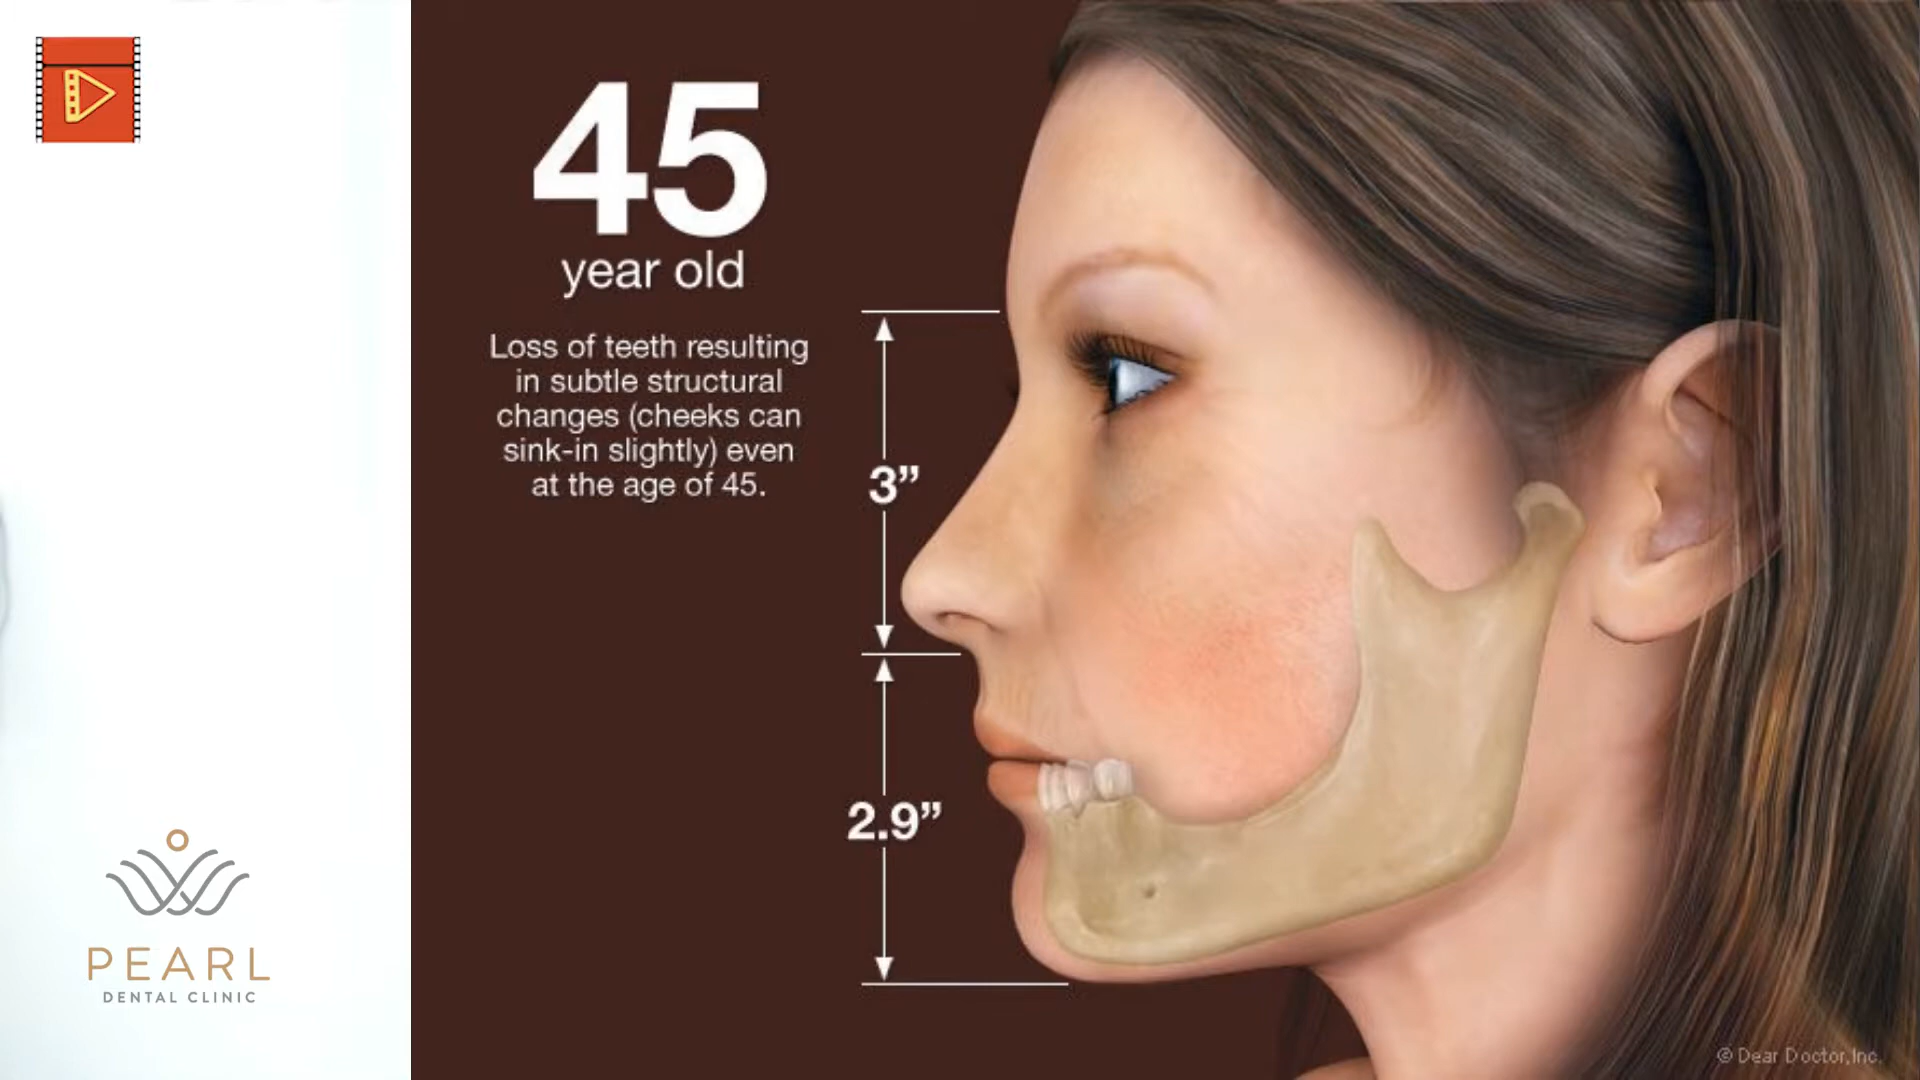 45
year old
Loss of teeth resulting
in subtle structural
changes (cheeks can
sink-in slightly) even
at the age of 45.
3”
2.9”
PEARL
DENTAL CLINIC
© Dear Doctor, Inc.